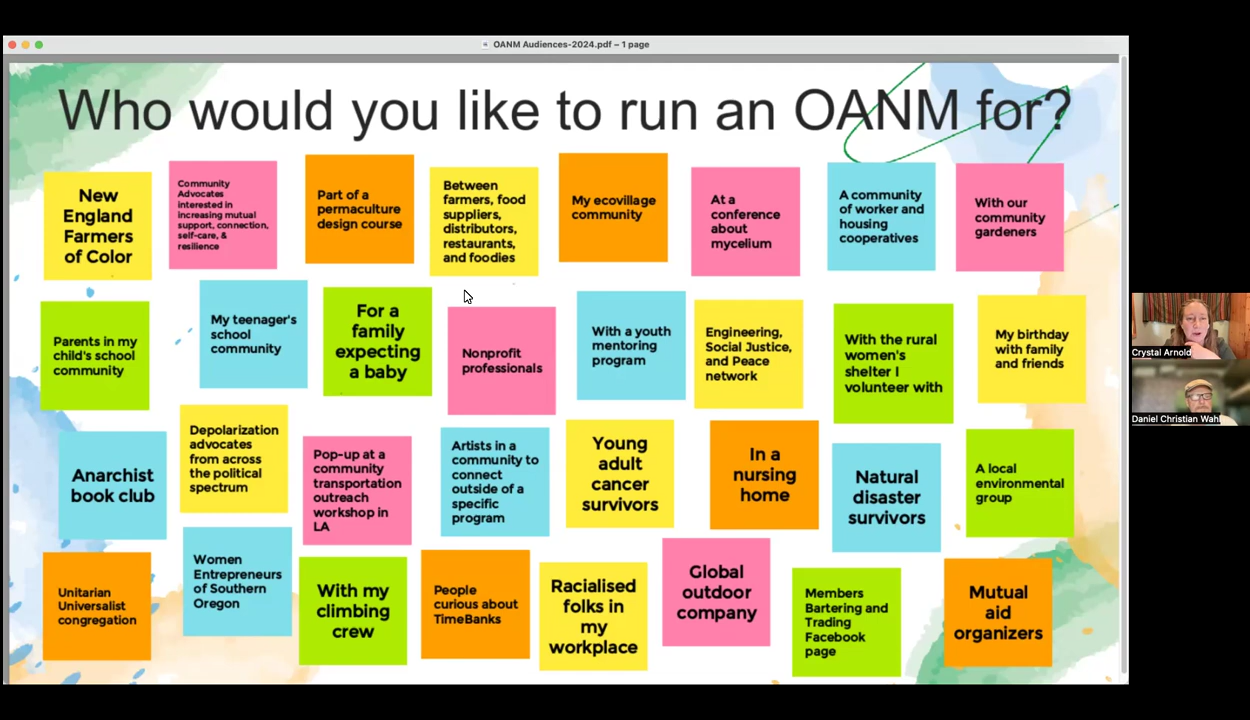 OANM Audiences-2024.pdf – 1 page
Who would you like to run an OANM for?
New
England
Farmers
of Color
Community
Advocates
interested in
increasing mutual
support, connection,
self-care, &
resilience
Part of a
permaculture
design course
Between
farmers, food
suppliers,
distributors,
restaurants,
and foodies
My ecovillage
community
At a
conference
about
mycelium
A community
of worker and
housing
cooperatives
With our
community
gardeners
Parents in my
child's school
community
My teenager's
school
community
For a
family
expecting
a baby
Nonprofit
professionals
With a youth
mentoring
program
Engineering,
Social Justice,
and Peace
network
With the rural
women's
shelter I
volunteer with
My birthday
with family
and friends
Anarchist
book club
Depolarization
advocates
from across
the political
spectrum
Pop-up at a
community
transportation
outreach
workshop in
LA
Artists in a
community to
connect
outside of a
specific
program
Young
adult
cancer
survivors
In a
nursing
home
Natural
disaster
survivors
A local
environmental
group
Unitarian
Universalist
congregation
Women
Entrepreneurs
of Southern
Oregon
With my
climbing
crew
People
curious about
TimeBanks
Racialised
folks in
my
workplace
Global
outdoor
company
Members
Bartering and
Trading
Facebook
page
Mutual
aid
organizers
Crystal Arnold
Daniel Christian Wahl